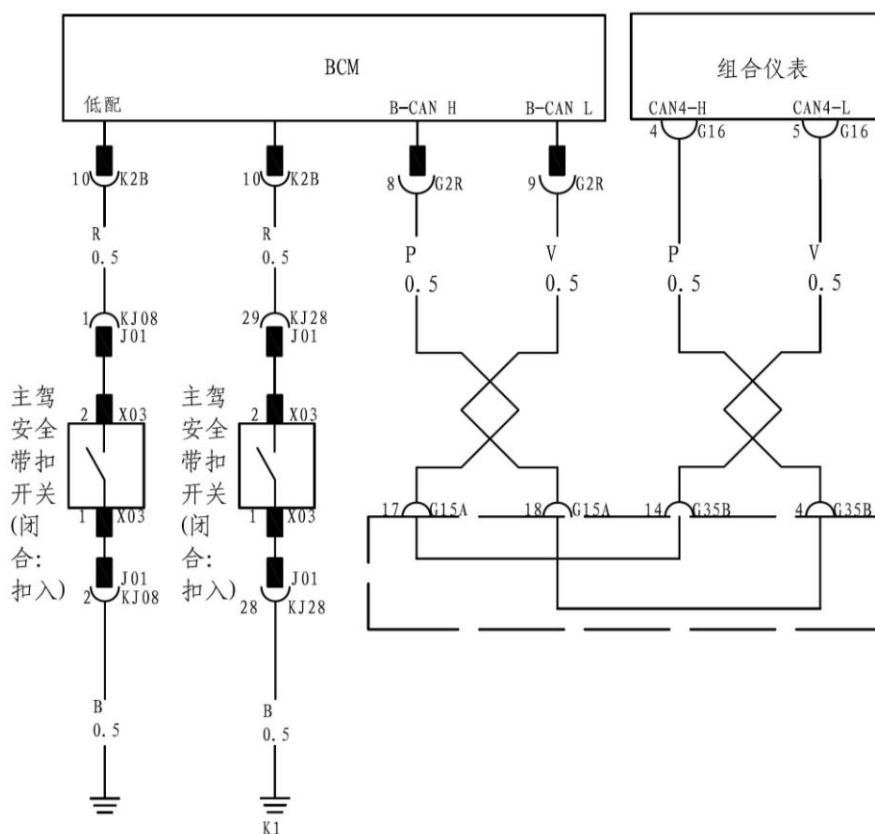 BCM
组合仪表
低配
B-CAN H
B-CAN L
CAN4-H
CAN4-L
10
K2B
10
K2B
8
G2R
9
G2R
4
G16
5
G16
R
0.5
R
0.5
P
0.5
V
0.5
P
0.5
V
0.5
1
KJ08
J01
29
KJ28
J01
主驾
安全
带扣
开关
(闭
合:
扣入)
2
X03
1
X03
J01
2
KJ08
主驾
安全
带扣
开关
(闭
合:
扣入)
2
X03
1
X03
J01
28
KJ28
17
G15A
18
G15A
14
G35B
4
G35B
B
0.5
B
0.5
K1